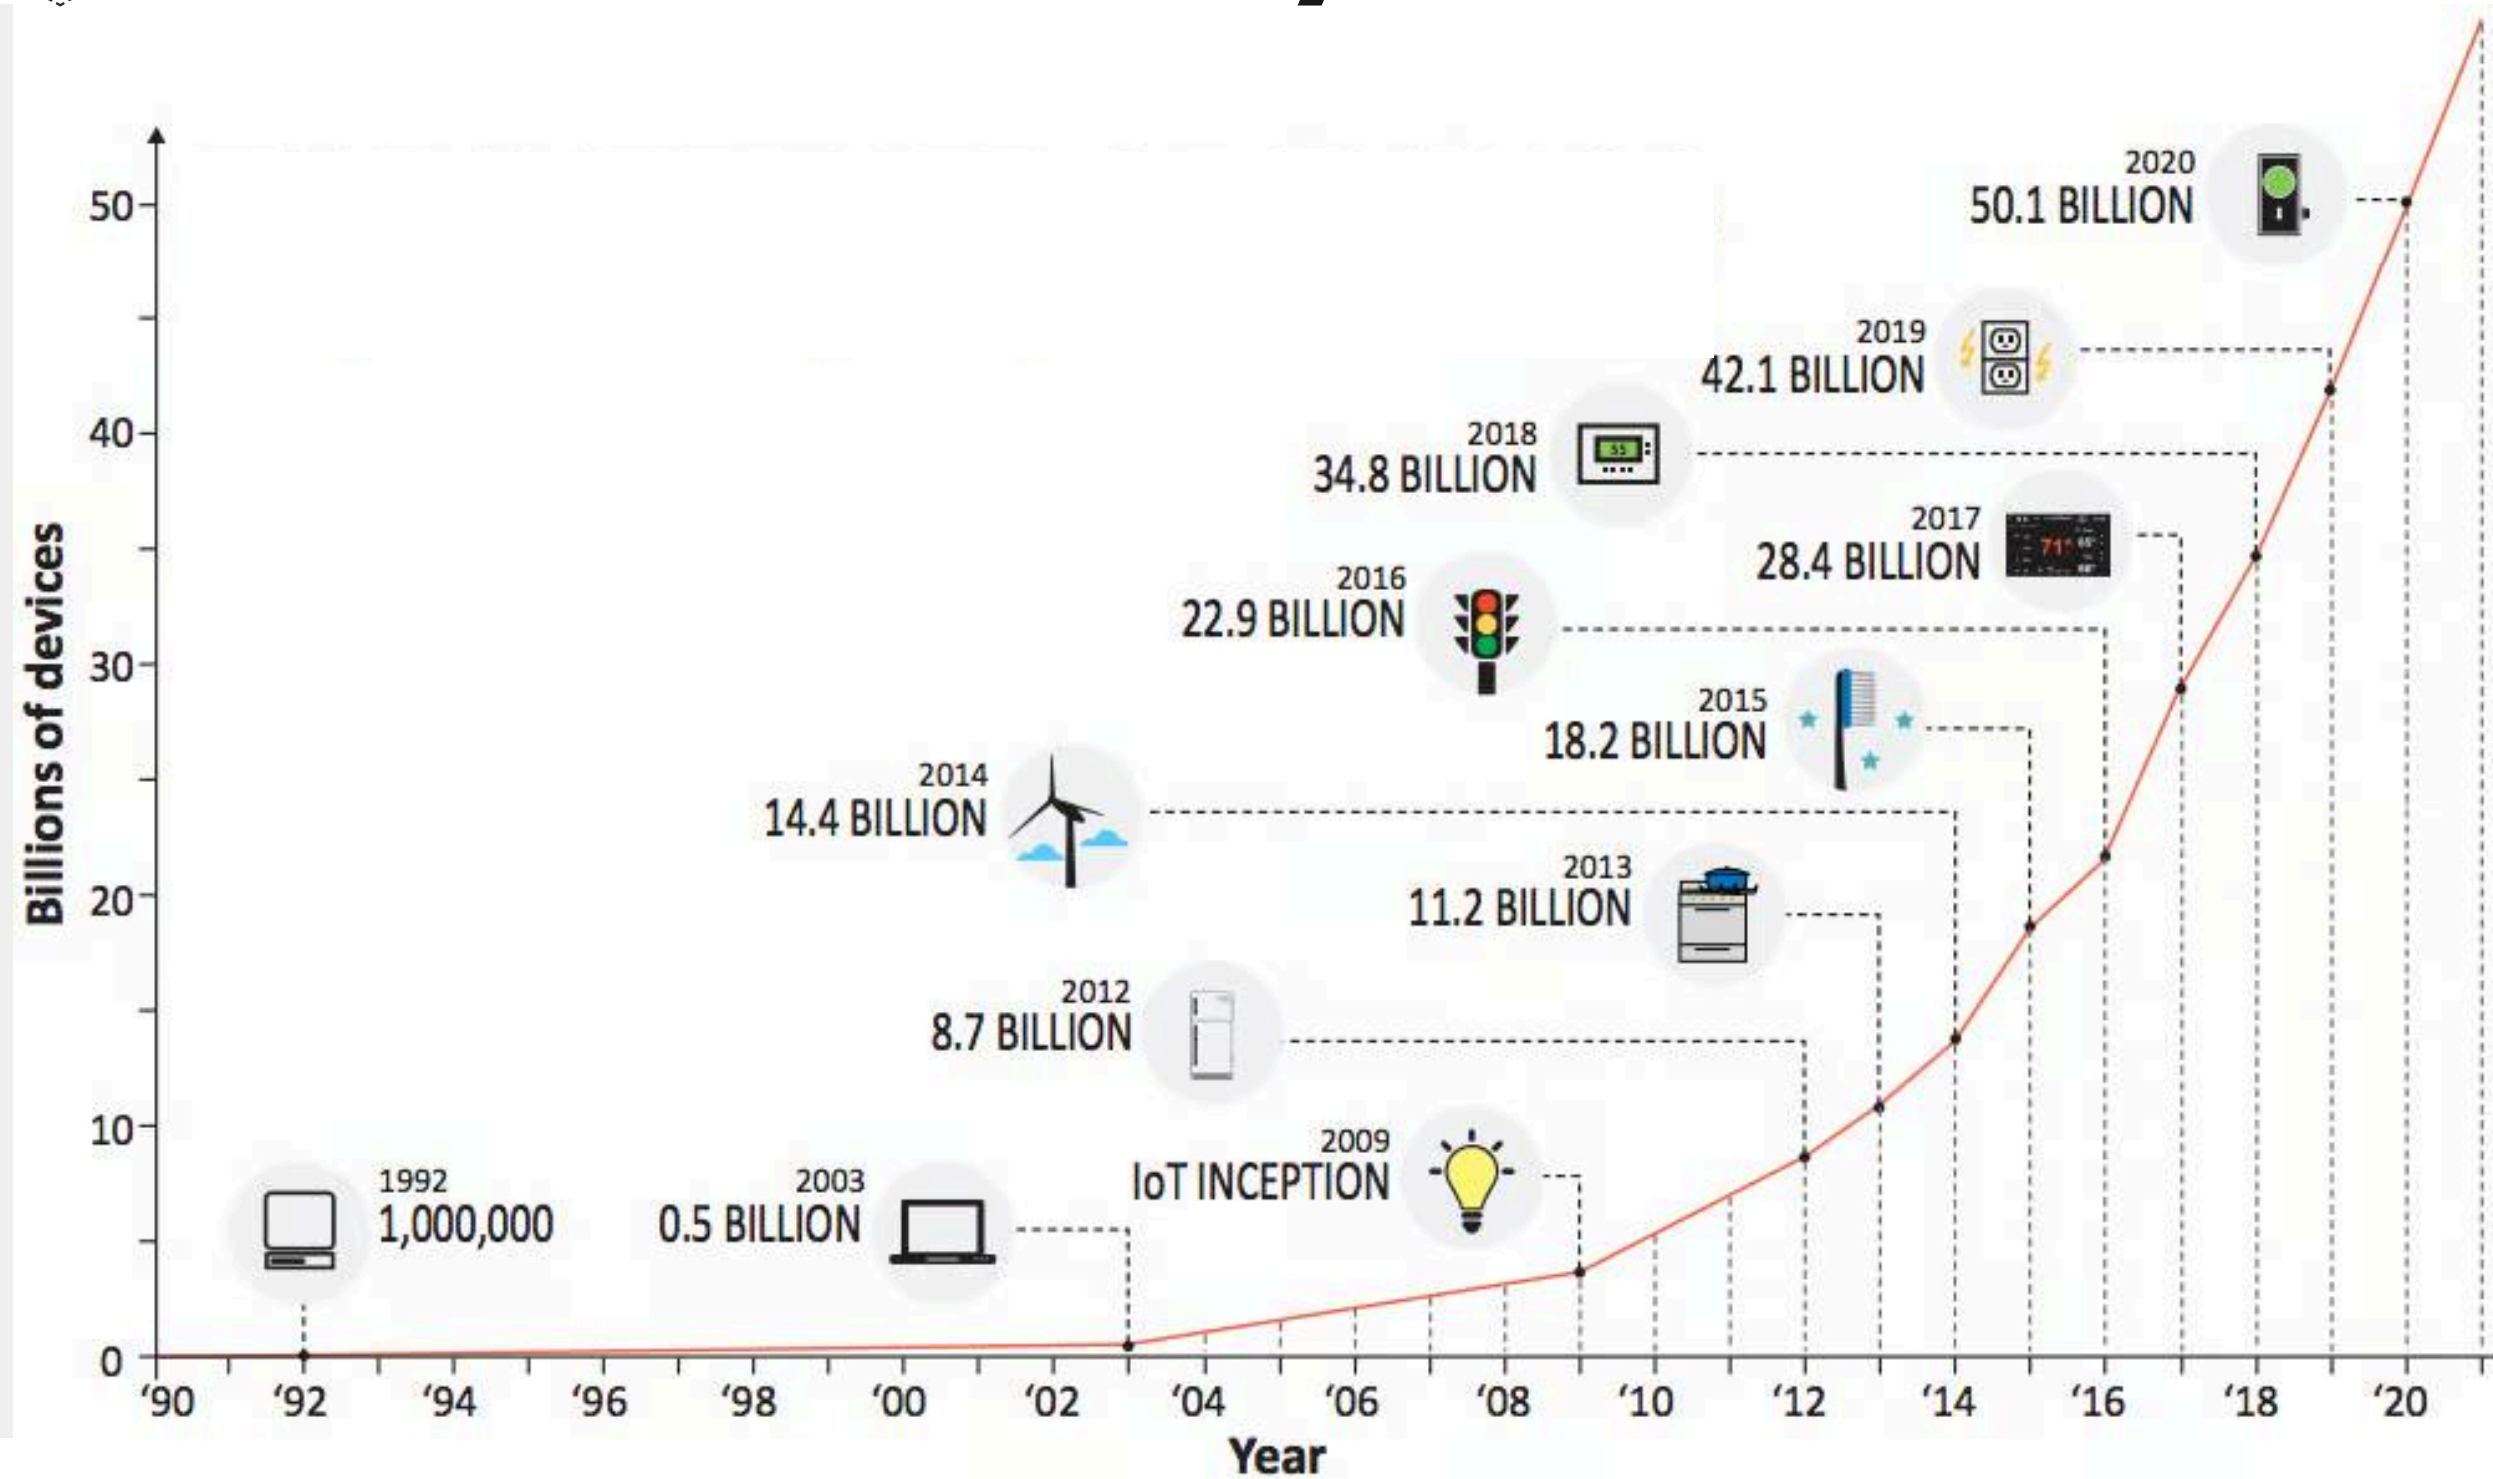 50
40
30
20
10
0
Billions of devices
2020
50.1 BILLION
2019
42.1 BILLION
2018
34.8 BILLION
55
2017
28.4 BILLION
71°
2016
22.9 BILLION
2015
18.2 BILLION
2014
14.4 BILLION
2013
11.2 BILLION
2012
8.7 BILLION
2009
IoT INCEPTION
1992
1,000,000
2003
0.5 BILLION
‘90 ‘92 ‘94 ‘96 ‘98 ‘00 ‘02 ‘04 ‘06 ‘08 ‘10 ‘12 ‘14 ‘16 ‘18 ‘20
Year